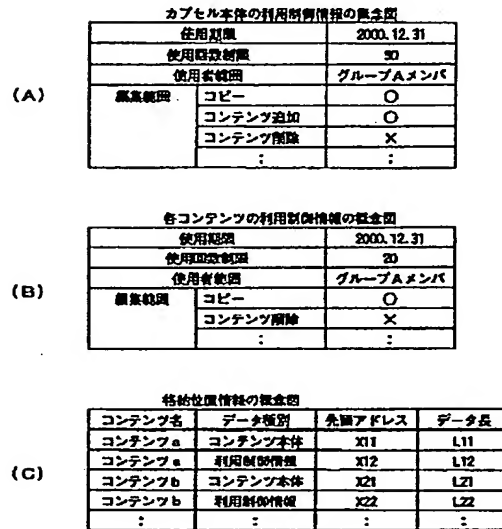 カプセル本体の利用制御情報の概念図
(A)
使用期限 2000.12.31
使用回数制限
使用者範囲 グループAメンバ
編集範囲 コピー ○
コンテンツ追加 ○
コンテンツ削除 ×
: :
各コンテンツの利用制御情報の概念図
(B)
使用期限 2000.12.31
使用回数制限 20
使用者範囲 グループAメンバ
編集範囲 コピー ○
コンテンツ削除 ×
: :
格納位置情報の概念図
(C)
コンテンツ名 データ種別 先頭アドレス データ長
コンテンツa コンテンツ本体 X11 L11
コンテンツa 利用制御情報 X12 L12
コンテンツb コンテンツ本体 X21 L21
コンテンツb 利用制御情報 X22 L22
: : : :